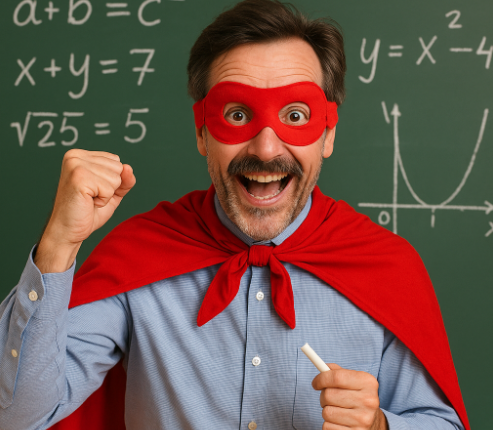 a+b=c
x+y=7
√25 = 5
y = x² −4
0
x